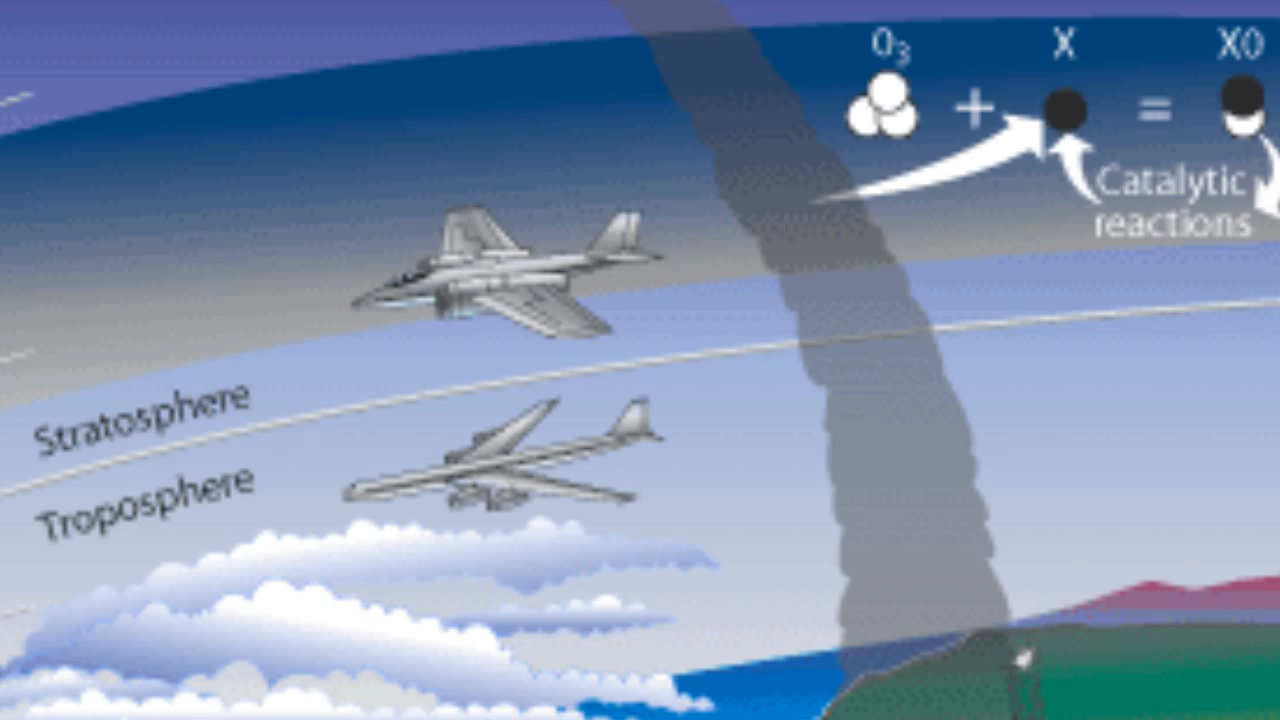 O₃ X XO
+ =
Catalytic
reactions
Stratosphere
Troposphere